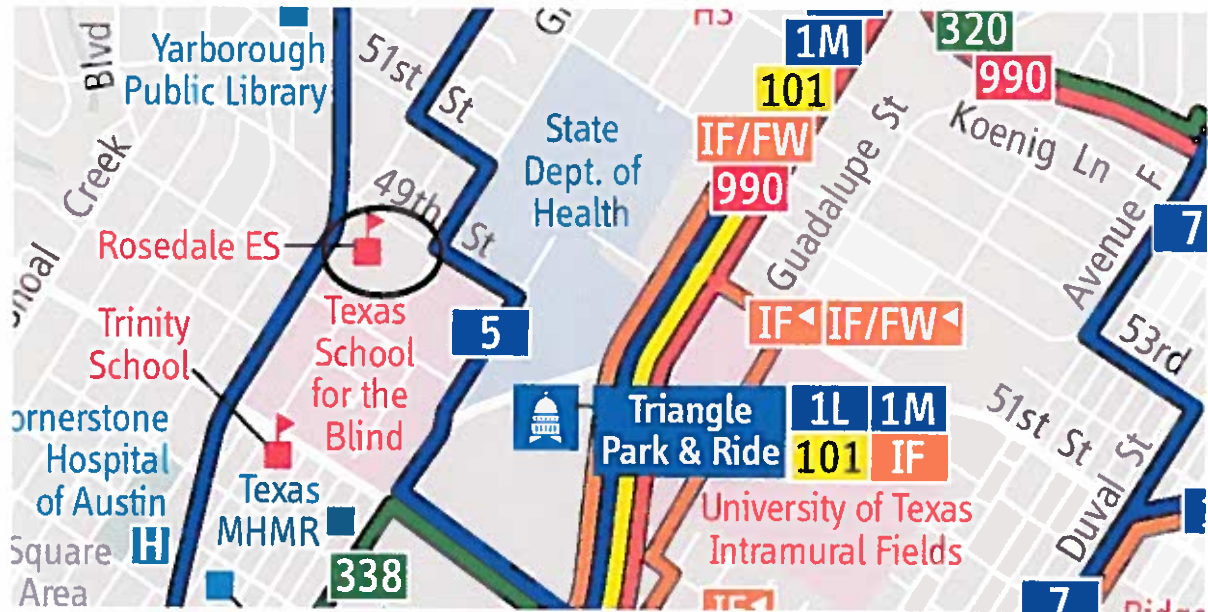 Yarborough
Public Library
Blvd
51st St
HS
1M
101
IF/FW
990
320
990
Koenig Ln
State
Dept. of
Health
Guadalupe St
Creek
49th St
Rosedale ES
Avenue F
7
Trinity
School
Texas
School
for the
Blind
5
IF
IF/FW
53rd
Triangle
Park & Ride
1L
1M
101
IF
51st St
Hospital
of Austin
H
Texas
MHMR
University of Texas
Intramural Fields
Duval St
Square
Area
338
IF
7